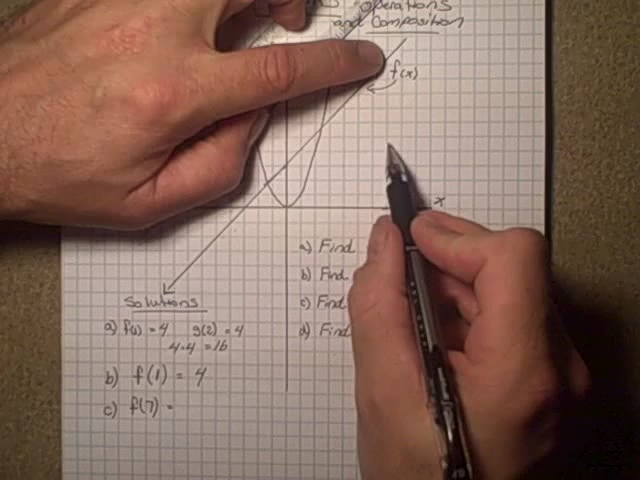 operations
and Composition
f(x)
x
a) Find
b) Find
c) Find
d) Find
Solutions
a) f(1) = 4 g(2) = 4
4·4 = 16
b) f(1) = 4
c) f(7) =